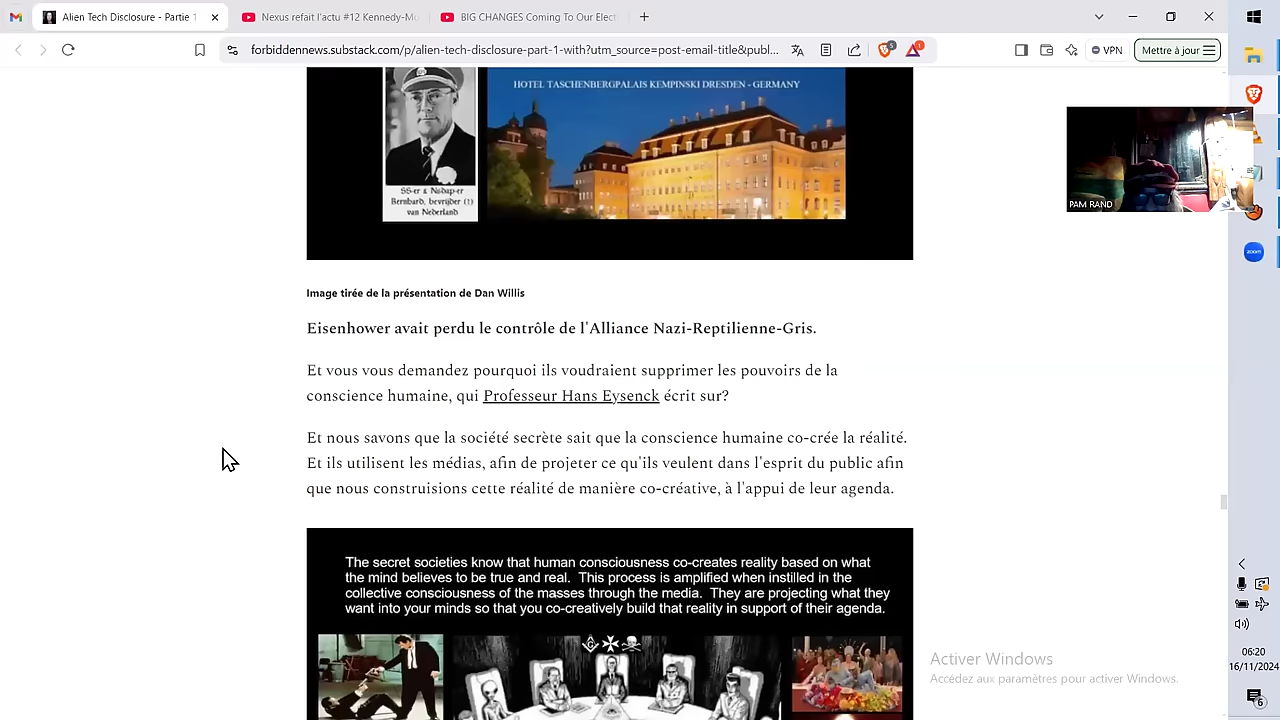 Alien Tech Disclosure - Partie 1
Nexus refait l'actu #12 Kennedy-Mu
BIG CHANGES Coming To Our Elect
forbiddennews.substack.com/p/alien-tech-disclosure-part-1-with?utm_source=post-email-title&publ...
5
1
VPN
Mettre à jour
HOTEL TASCHENBERGPALAIS KEMPINSKI DRESDEN - GERMANY
SS-er & Nsdap-er
Bernhard, bevrijder (?)
van Nederland
PAM RAND
zoom
Image tirée de la présentation de Dan Willis
Eisenhower avait perdu le contrôle de l'Alliance Nazi-Reptilienne-Gris.
Et vous vous demandez pourquoi ils voudraient supprimer les pouvoirs de la
conscience humaine, qui Professeur Hans Eysenck écrit sur?
Et nous savons que la société secrète sait que la conscience humaine co-crée la réalité.
Et ils utilisent les médias, afin de projeter ce qu'ils veulent dans l'esprit du public afin
que nous construisions cette réalité de manière co-créative, à l'appui de leur agenda.
The secret societies know that human consciousness co-creates reality based on what
the mind believes to be true and real. This process is amplified when instilled in the
collective consciousness of the masses through the media. They are projecting what they
want into your minds so that you co-creatively build that reality in support of their agenda.
Activer Windows
Accédez aux paramètres pour activer Windows.
06:20
16/11/2024
6